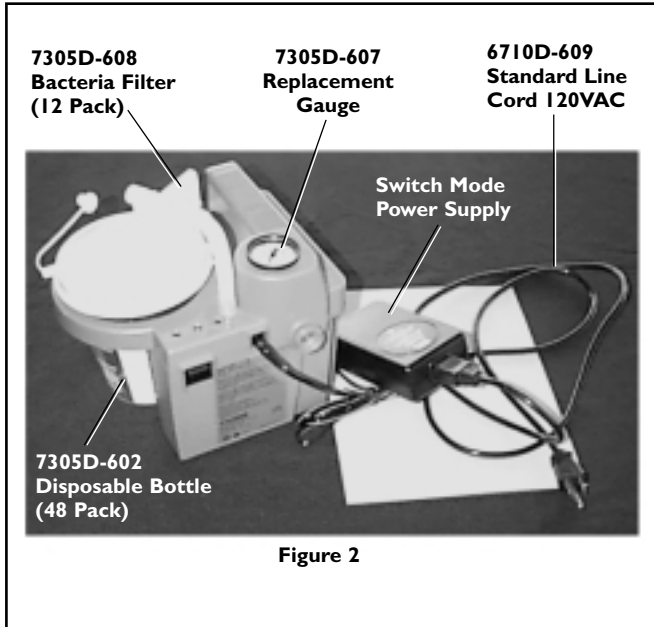 7305D-608
Bacteria Filter
(12 Pack)
7305D-607
Replacement
Gauge
6710D-609
Standard Line
Cord 120VAC
Switch Mode
Power Supply
7305D-602
Disposable Bottle
(48 Pack)
Figure 2